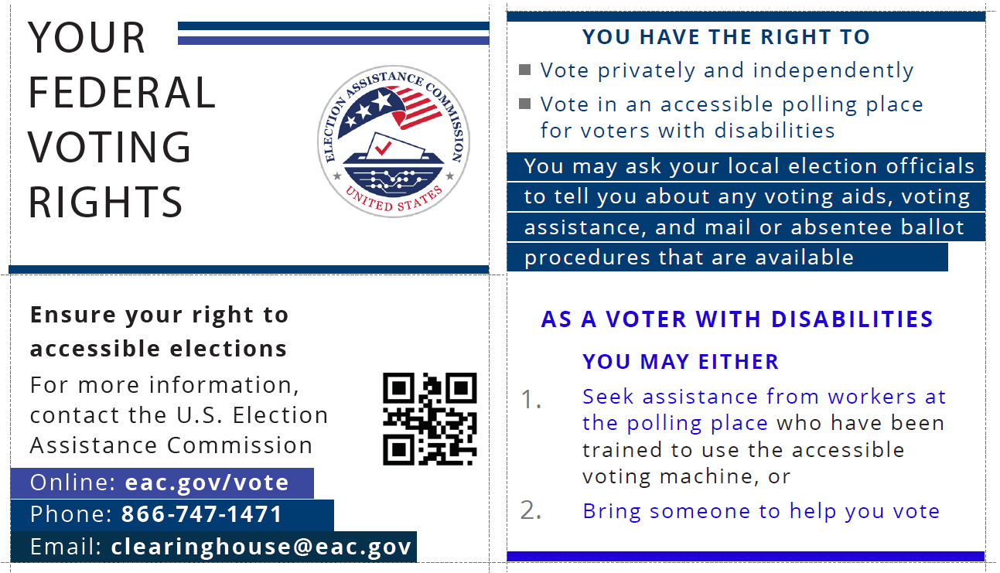 YOUR
FEDERAL
VOTING
RIGHTS
ELECTION ASSISTANCE COMMISSION
UNITED STATES
Ensure your right to
accessible elections
For more information,
contact the U.S. Election
Assistance Commission
Online: eac.gov/vote
Phone: 866-747-1471
Email: clearinghouse@eac.gov
YOU HAVE THE RIGHT TO
Vote privately and independently
Vote in an accessible polling place
for voters with disabilities
You may ask your local election officials
to tell you about any voting aids, voting
assistance, and mail or absentee ballot
procedures that are available
AS A VOTER WITH DISABILITIES
YOU MAY EITHER
1. Seek assistance from workers at
the polling place who have been
trained to use the accessible
voting machine, or
2. Bring someone to help you vote